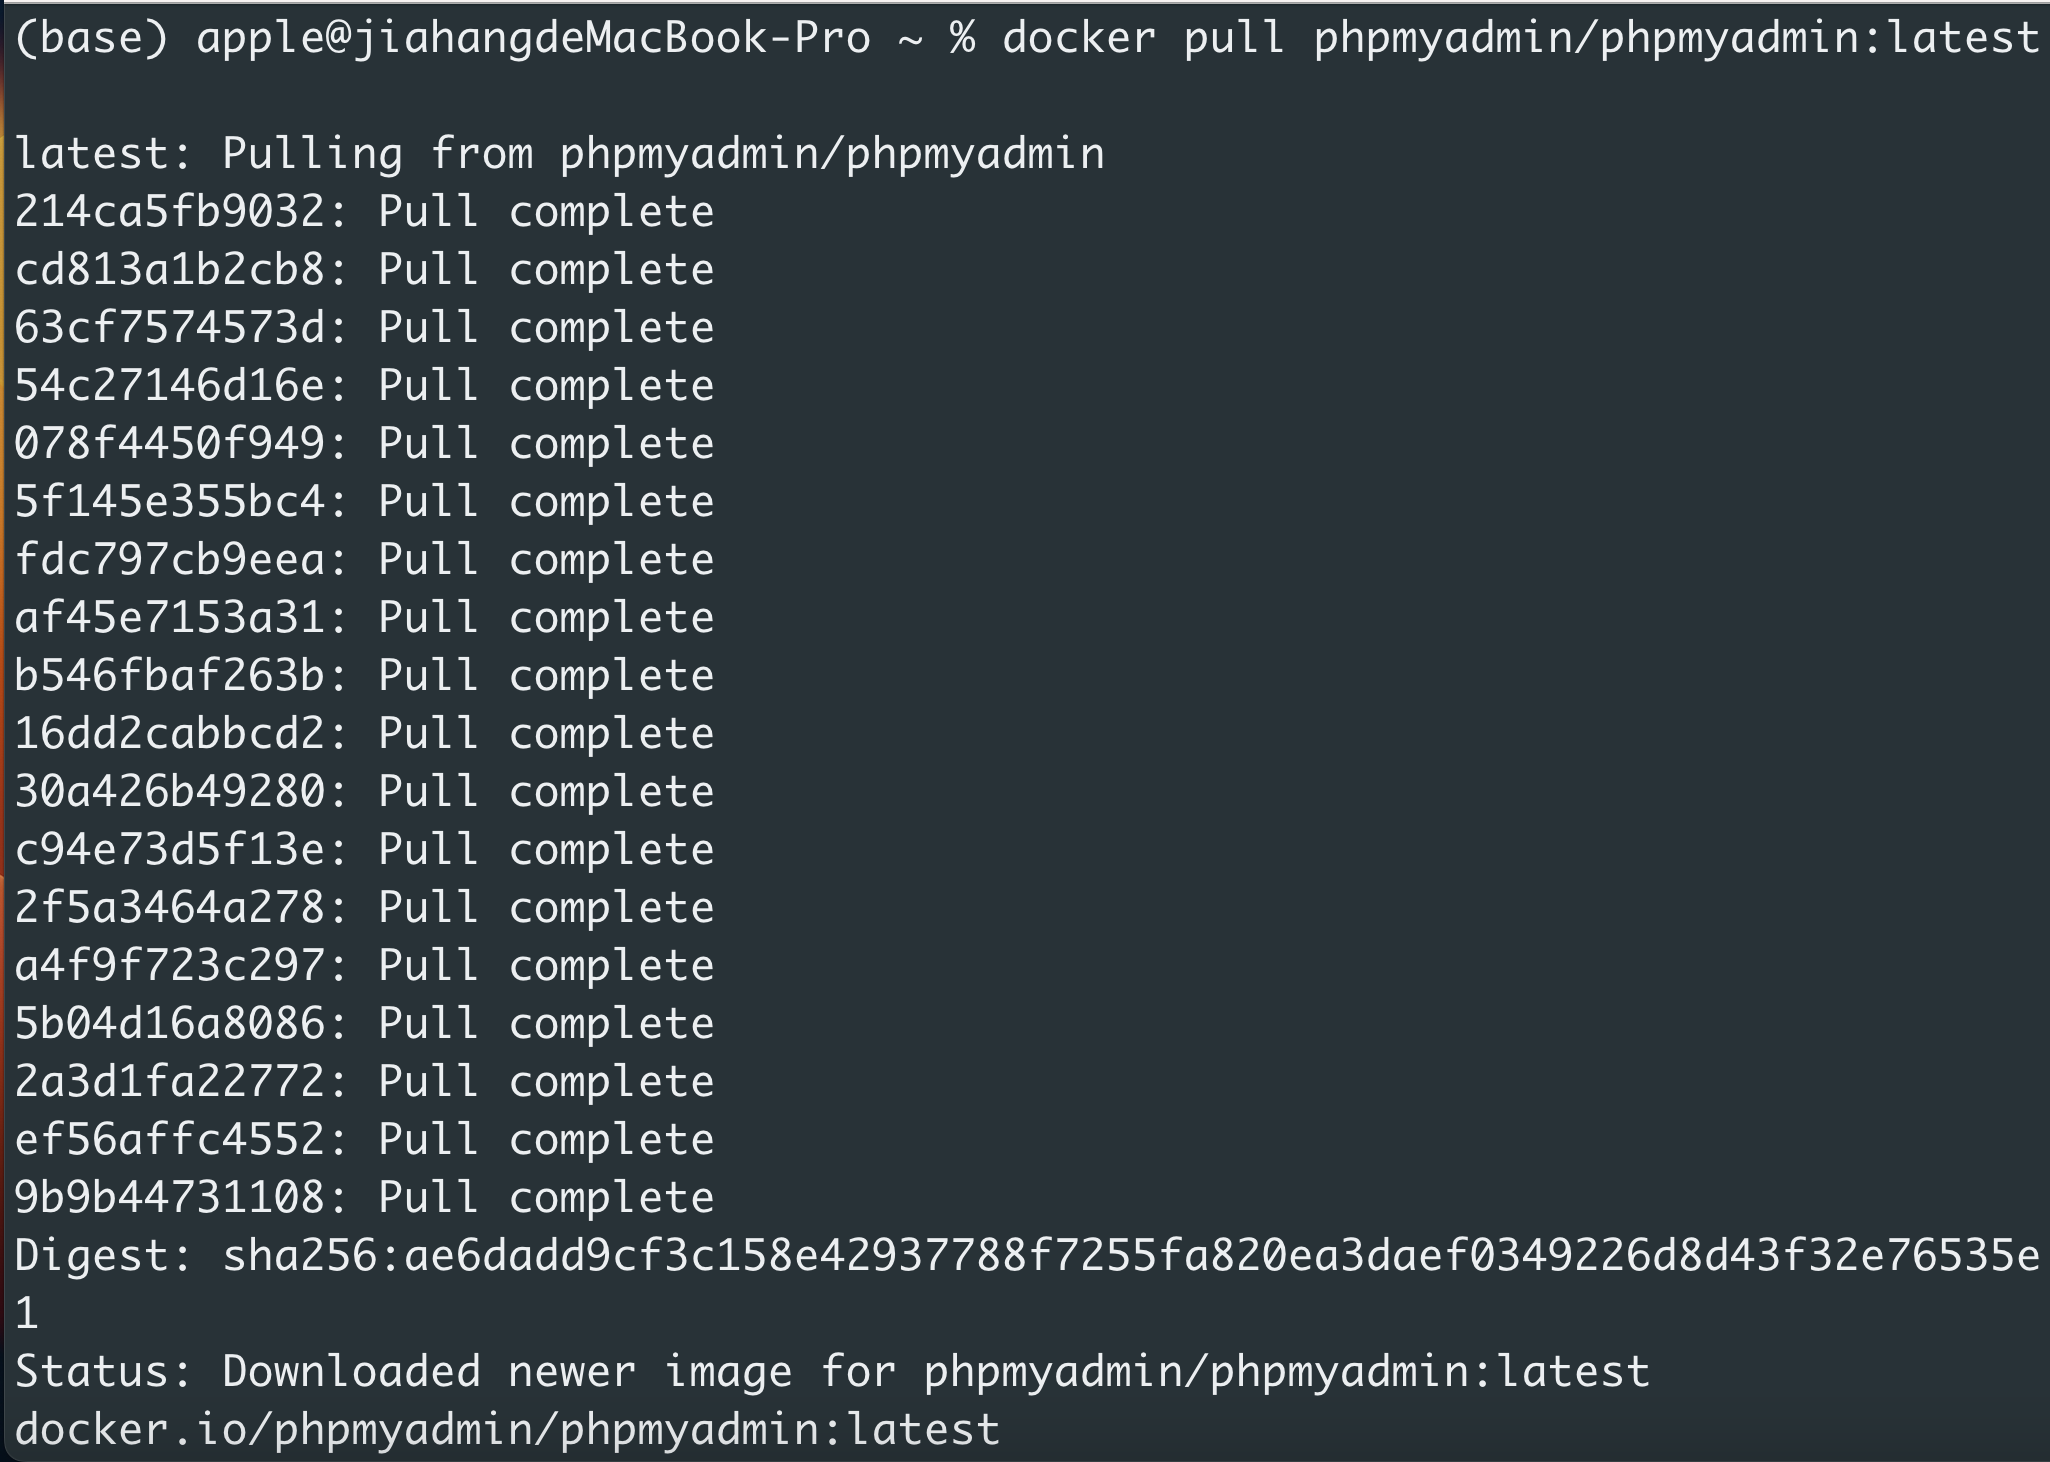 (base) apple@jiahangdeMacBook-Pro ~ % docker pull phpmyadmin/phpmyadmin:latest
latest: Pulling from phpmyadmin/phpmyadmin
214ca5fb9032: Pull complete
cd813a1b2cb8: Pull complete
63cf7574573d: Pull complete
54c27146d16e: Pull complete
078f4450f949: Pull complete
5f145e355bc4: Pull complete
fdc797cb9eea: Pull complete
af45e7153a31: Pull complete
b546fbaf263b: Pull complete
16dd2cabbcd2: Pull complete
30a426b49280: Pull complete
c94e73d5f13e: Pull complete
2f5a3464a278: Pull complete
a4f9f723c297: Pull complete
5b04d16a8086: Pull complete
2a3d1fa22772: Pull complete
ef56affc4552: Pull complete
9b9b44731108: Pull complete
Digest: sha256:ae6dadd9cf3c158e42937788f7255fa820ea3daef0349226d8d43f32e76535e
1
Status: Downloaded newer image for phpmyadmin/phpmyadmin:latest
docker.io/phpmyadmin/phpmyadmin:latest